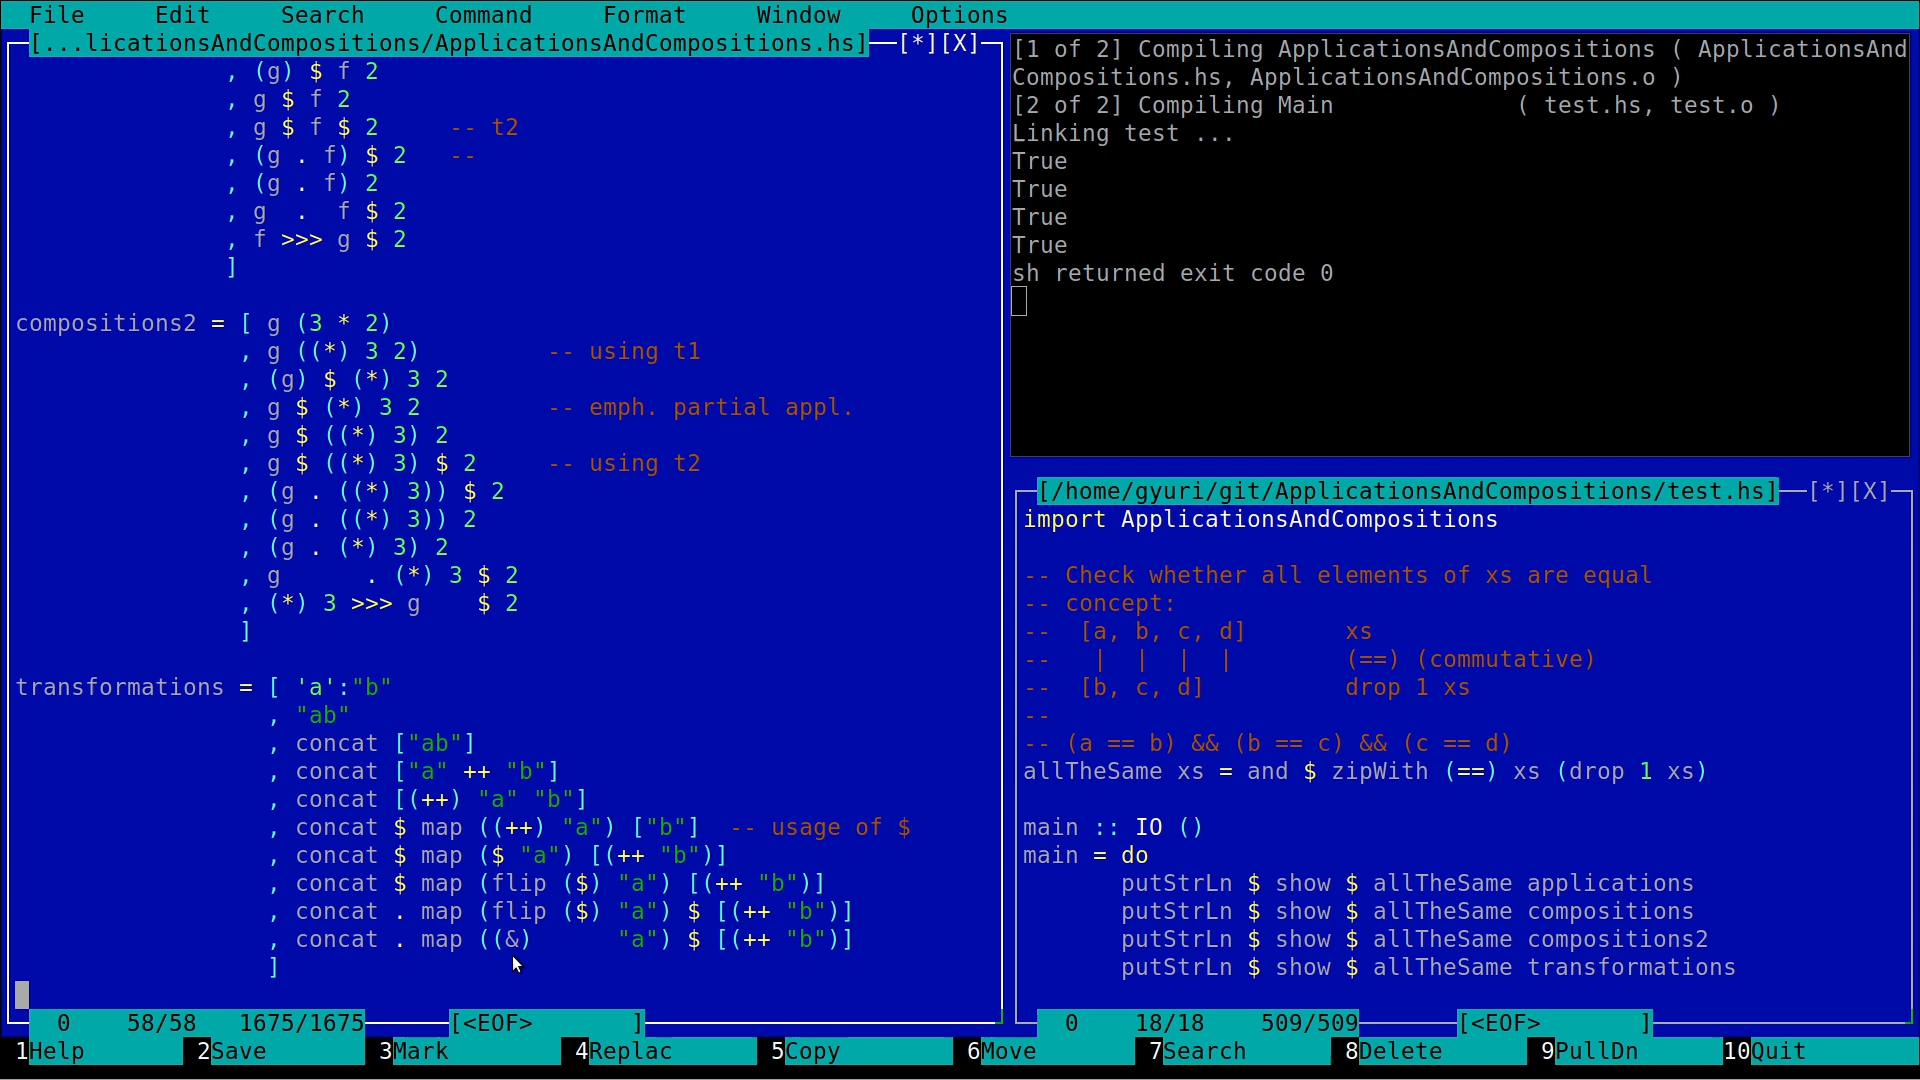 File Edit Search Command Format Window Options
[...licationsAndCompositions/ApplicationsAndCompositions.hs] [*][X]
, (g) $ f 2
, g $ f 2
, g $ f $ 2 -- t2
, (g . f) $ 2 --
, (g . f) 2
, g . f $ 2
, f >>> g $ 2
]
compositions2 = [ g (3 * 2)
, g ((*) 3 2) -- using t1
, (g) $ (*) 3 2
, g $ (*) 3 2 -- emph. partial appl.
, g $ ((*) 3) 2
, g $ ((*) 3) $ 2 -- using t2
, (g . ((*) 3)) $ 2
, (g . ((*) 3)) 2
, (g . (*) 3) 2
, g . (*) 3 $ 2
, (*) 3 >>> g $ 2
]
transformations = [ 'a':"b"
, "ab"
, concat ["ab"]
, concat ["a" ++ "b"]
, concat [(++) "a" "b"]
, concat $ map ((++) "a") ["b"] -- usage of $
, concat $ map ($ "a") [(++ "b")]
, concat $ map (flip ($) "a") [(++ "b")]
, concat . map (flip ($) "a") $ [(++ "b")]
, concat . map ((&) "a") $ [(++ "b")]
]
0 58/58 1675/1675 [<EOF> ]
[1 of 2] Compiling ApplicationsAndCompositions ( ApplicationsAnd
Compositions.hs, ApplicationsAndCompositions.o )
[2 of 2] Compiling Main ( test.hs, test.o )
Linking test ...
True
True
True
True
sh returned exit code 0
[/home/gyuri/git/ApplicationsAndCompositions/test.hs] [*][X]
import ApplicationsAndCompositions
-- Check whether all elements of xs are equal
-- concept:
-- [a, b, c, d] xs
-- | | | | (==) (commutative)
-- [b, c, d] drop 1 xs
--
-- (a == b) && (b == c) && (c == d)
allTheSame xs = and $ zipWith (==) xs (drop 1 xs)
main :: IO ()
main = do
putStrLn $ show $ allTheSame applications
putStrLn $ show $ allTheSame compositions
putStrLn $ show $ allTheSame compositions2
putStrLn $ show $ allTheSame transformations
0 18/18 509/509 [<EOF> ]
1Help 2Save 3Mark 4Replac 5Copy 6Move 7Search 8Delete 9PullDn 10Quit